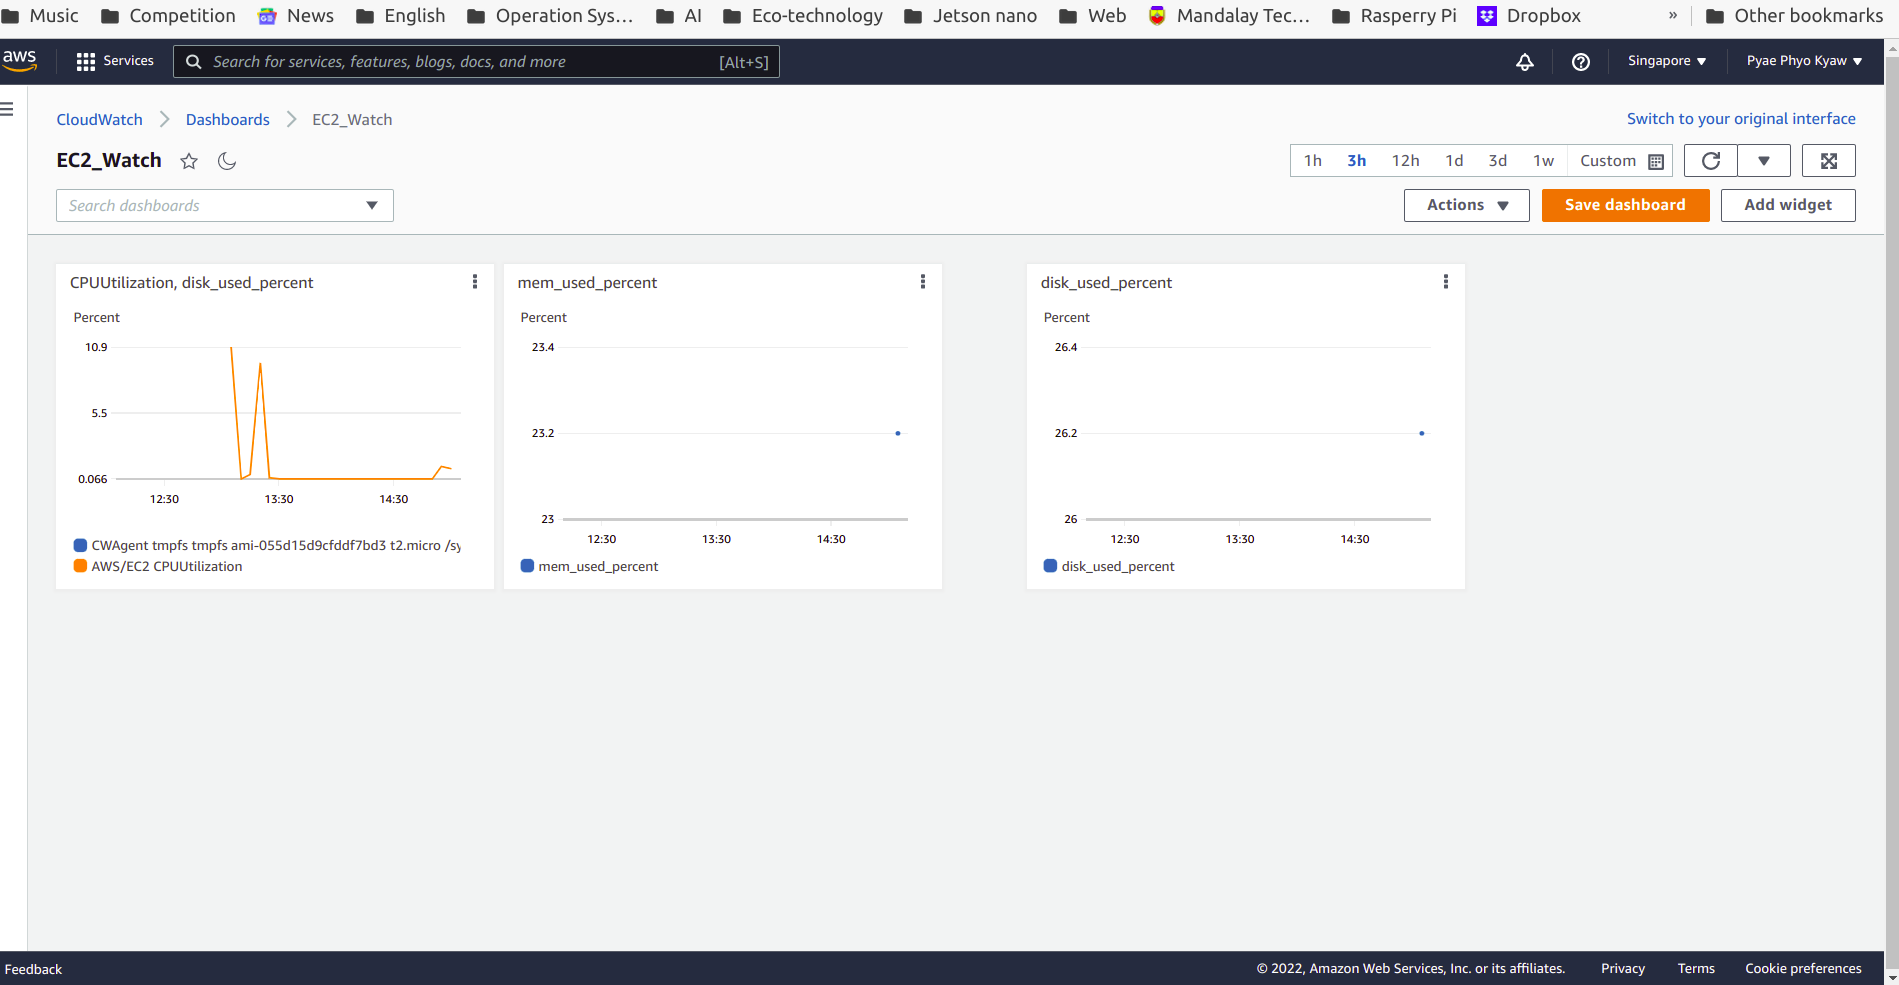 Music Competition News English Operation Sys... AI Eco-technology Jetson nano Web Mandalay Tec... Rasperry Pi Dropbox » Other bookmarks
aws Services Search for services, features, blogs, docs, and more [Alt+S] Singapore ▼ Pyae Phyo Kyaw ▼
CloudWatch > Dashboards > EC2_Watch Switch to your original interface
EC2_Watch 1h 3h 12h 1d 3d 1w Custom
Search dashboards Actions Save dashboard Add widget
CPUUtilization, disk_used_percent
Percent
10.9
5.5
0.066
12:30 13:30 14:30
CWAgent tmpfs tmpfs ami-055d15d9cfddf7bd3 t2.micro /sy
AWS/EC2 CPUUtilization
mem_used_percent
Percent
23.4
23.2
23
12:30 13:30 14:30
mem_used_percent
disk_used_percent
Percent
26.4
26.2
26
12:30 13:30 14:30
disk_used_percent
Feedback © 2022, Amazon Web Services, Inc. or its affiliates. Privacy Terms Cookie preferences